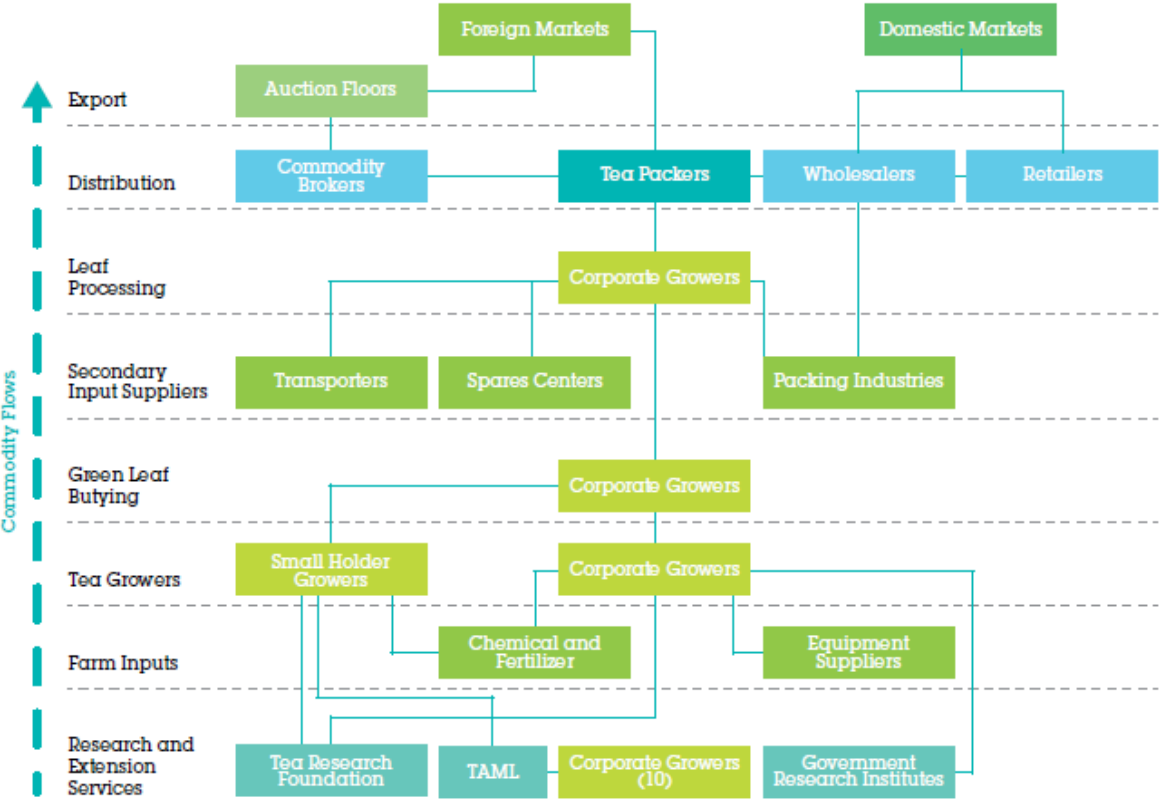 Foreign Markets
Domestic Markets
Export
Auction Floors
Distribution
Commodity
Brokers
Tea Packers
Wholesalers
Retailers
Leaf
Processing
Corporate Growers
Secondary
Input Suppliers
Transporters
Spares Centers
Packing Industries
Green Leaf
Butying
Corporate Growers
Tea Growers
Small Holder
Growers
Corporate Growers
Farm Inputs
Chemical and
Fertilizer
Equipment
Suppliers
Research and
Extension
Services
Tea Research
Foundation
TAML
Corporate Growers
(10)
Government
Research Institutes
Commodity Flows